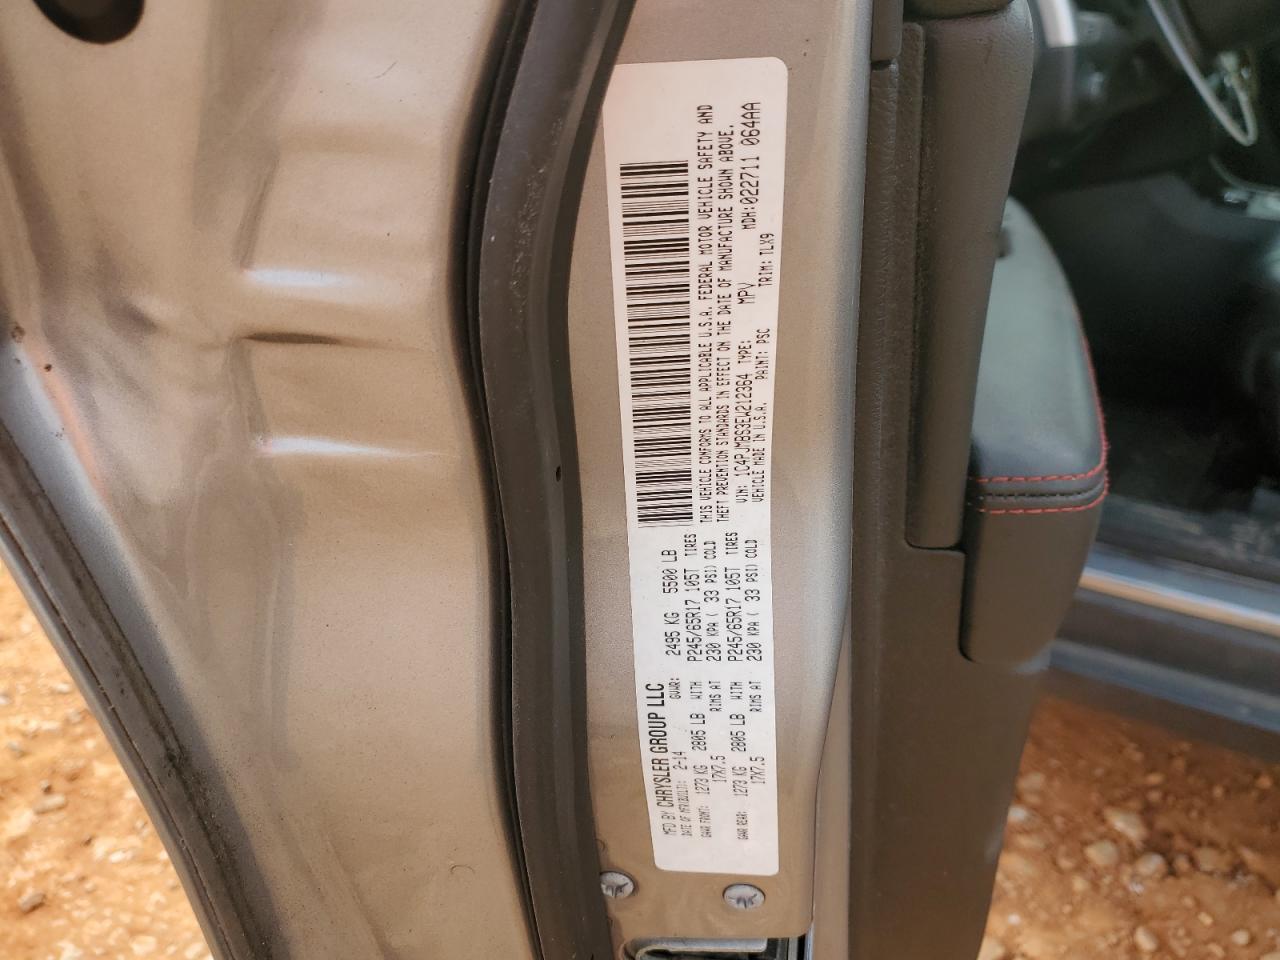 MFD BY CHRYSLER GROUP LLC
DATE OF MFR(BUILT): 2-14 GVWR: 2495 KG 5500 LB
GAWR FRONT: 1273 KG 2805 LB WITH P245/65R17 105T TIRES
17X7.5 RIMS AT 230 KPA ( 33 PSI) COLD
GAWR REAR: 1273 KG 2805 LB WITH P245/65R17 105T TIRES
17X7.5 RIMS AT 230 KPA ( 33 PSI) COLD
THIS VEHICLE CONFORMS TO ALL APPLICABLE U.S.A. FEDERAL MOTOR VEHICLE SAFETY AND
THEFT PREVENTION STANDARDS IN EFFECT ON THE DATE OF MANUFACTURE SHOWN ABOVE.
VIN: 1C4PJMBS3EW212364 TYPE: MPV MDH:022711 064AA
VEHICLE MADE IN U.S.A. PAINT: PSC TRIM: TLX9